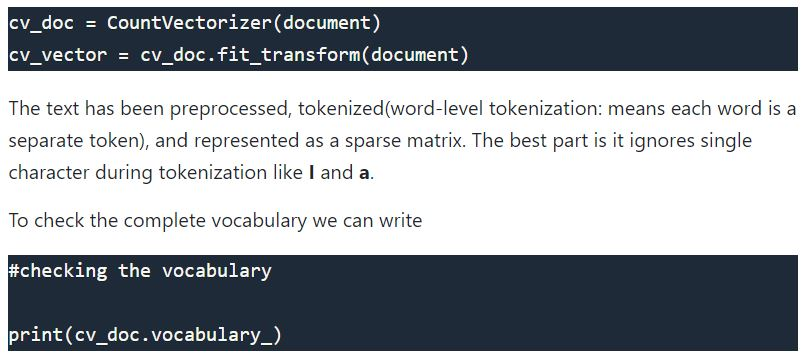 cv_doc = CountVectorizer(document)
cv_vector = cv_doc.fit_transform(document)
The text has been preprocessed, tokenized(word-level tokenization: means each word is a
separate token), and represented as a sparse matrix. The best part is it ignores single
character during tokenization like I and a.
To check the complete vocabulary we can write
#checking the vocabulary
print(cv_doc.vocabulary_)